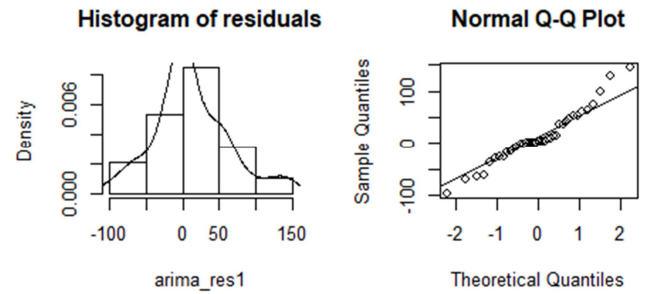 Histogram of residuals
Density
0.000
0.006
-100
0
50
150
arima_res1
Normal Q-Q Plot
Sample Quantiles
-100
0
100
-2
-1
0
1
2
Theoretical Quantiles